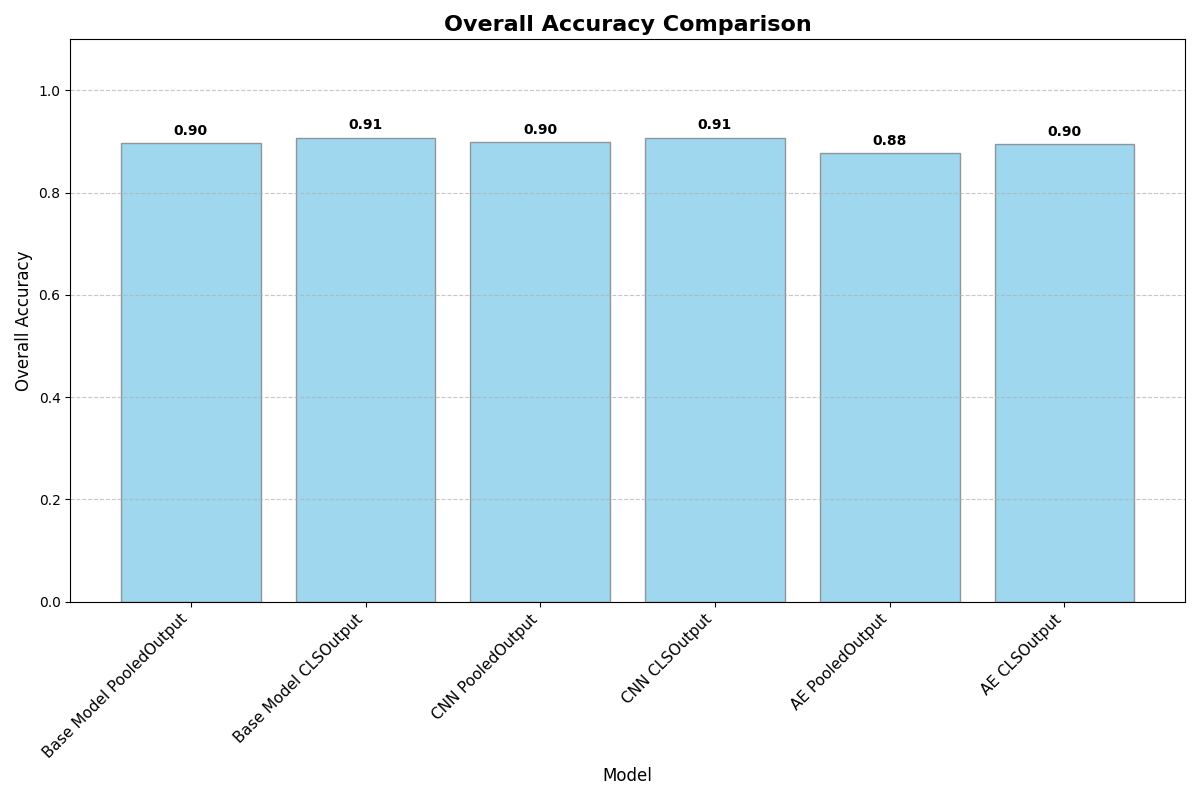 Overall Accuracy Comparison
1.0
0.8
0.6
0.4
0.2
0.0
Overall Accuracy
0.90
0.91
0.90
0.91
0.88
0.90
Base Model PooledOutput
Base Model CLSOutput
CNN PooledOutput
CNN CLSOutput
AE PooledOutput
AE CLSOutput
Model